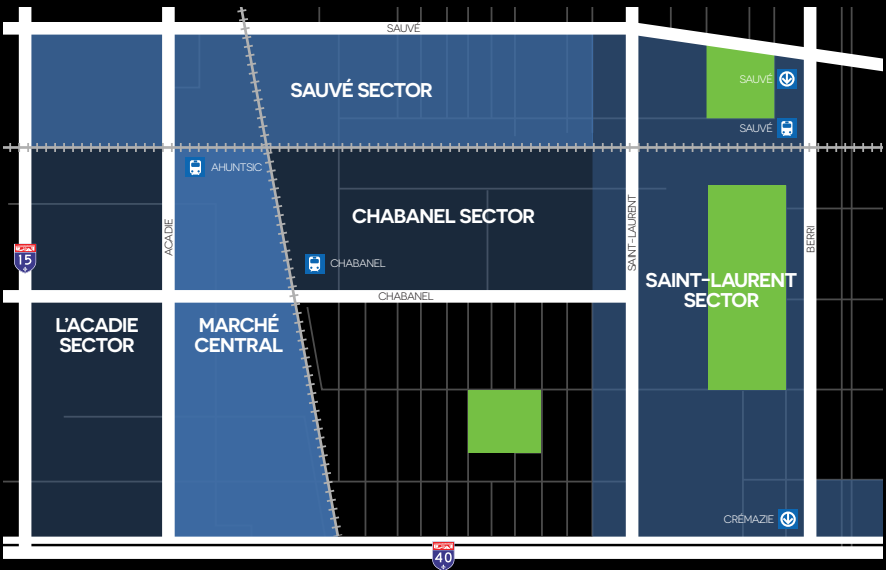 SAUVÉ
SAUVÉ SECTOR
SAUVÉ
SAUVÉ
AHUNTSIC
CHABANEL SECTOR
ACADIE
SAINT-LAURENT
BERRI
15
CHABANEL
SAINT-LAURENT
SECTOR
CHABANEL
L'ACADIE
SECTOR
MARCHÉ
CENTRAL
CRÉMAZIE
40